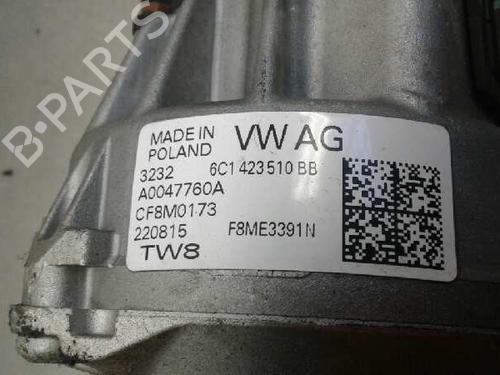 B-PARTS
MADE IN POLAND VW AG
3232 6C1 423 510 BB
A0047760A
CF8M0173
220815 F8ME3391N
TW8